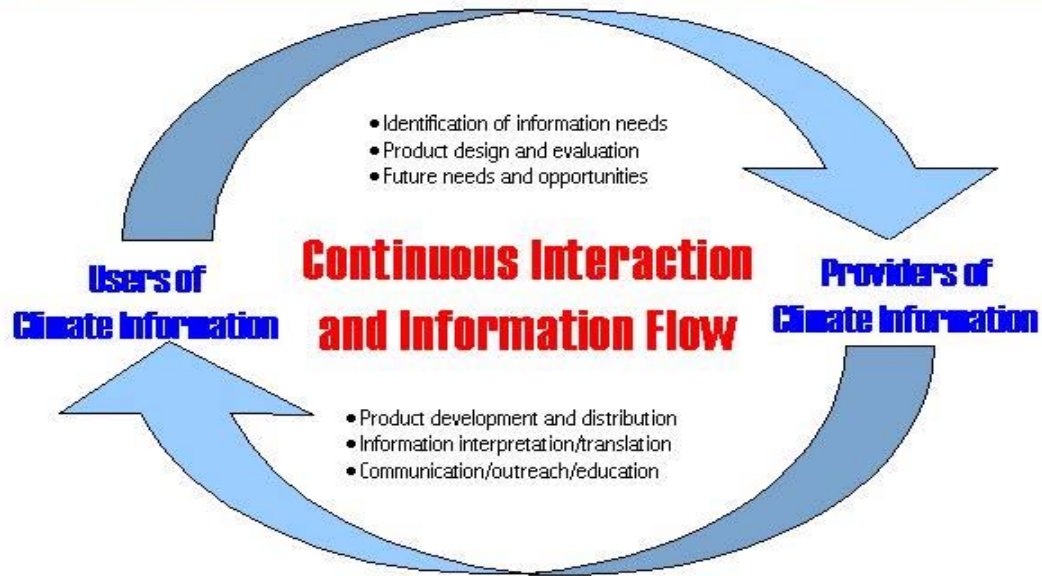 • Identification of information needs
• Product design and evaluation
• Future needs and opportunities
Continuous Interaction
and Information Flow
Users of
Climate Information
Providers of
Climate Information
• Product development and distribution
• Information interpretation/translation
• Communication/outreach/education